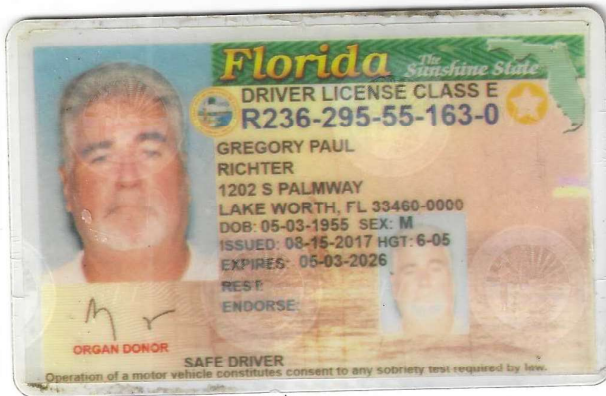 Florida The Sunshine State
DRIVER LICENSE CLASS E
R236-295-55-163-0
GREGORY PAUL
RICHTER
1202 S PALMWAY
LAKE WORTH, FL 33460-0000
DOB: 05-03-1955 SEX: M
ISSUED: 08-15-2017 HGT: 6-05
EXPIRES: 05-03-2026
REST:
ENDORSE:
ORGAN DONOR
SAFE DRIVER
Operation of a motor vehicle constitutes consent to any sobriety test required by law.